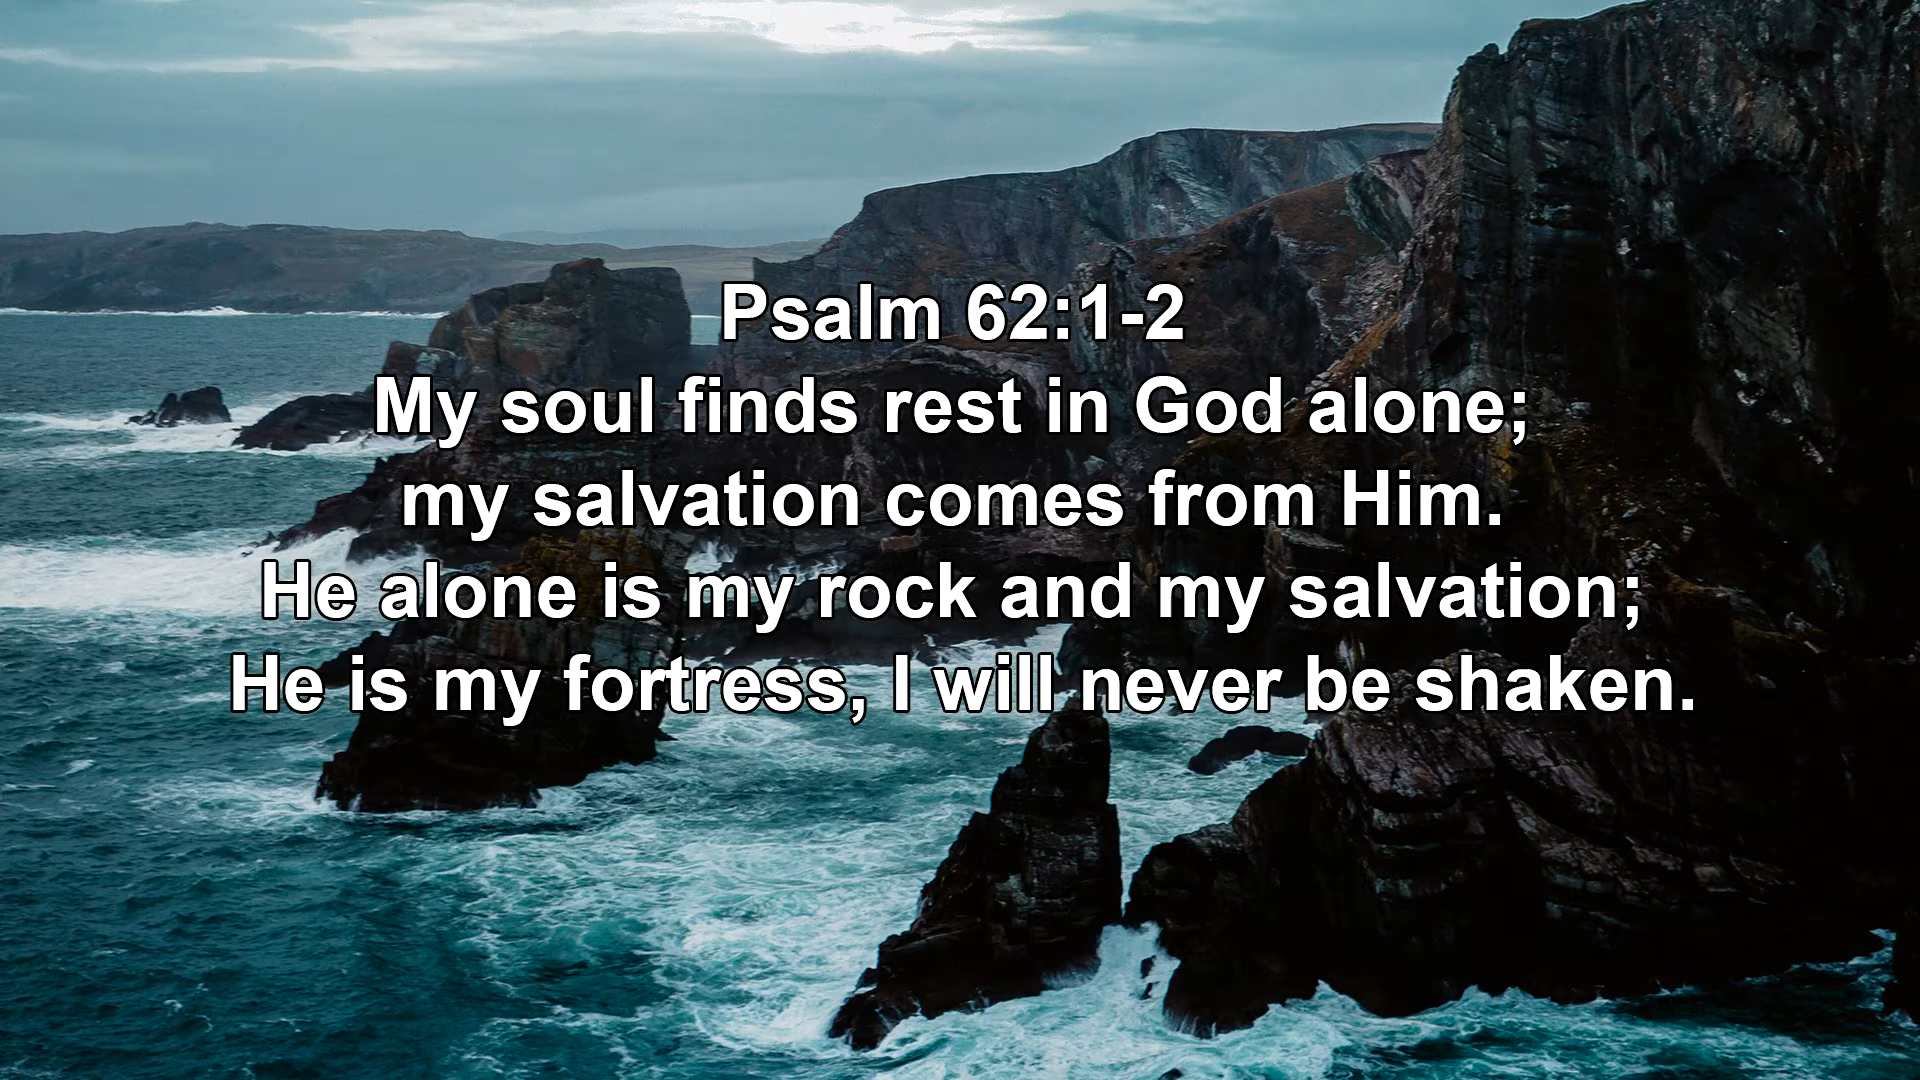 Psalm 62:1-2
My soul finds rest in God alone;
my salvation comes from Him.
He alone is my rock and my salvation;
He is my fortress, I will never be shaken.